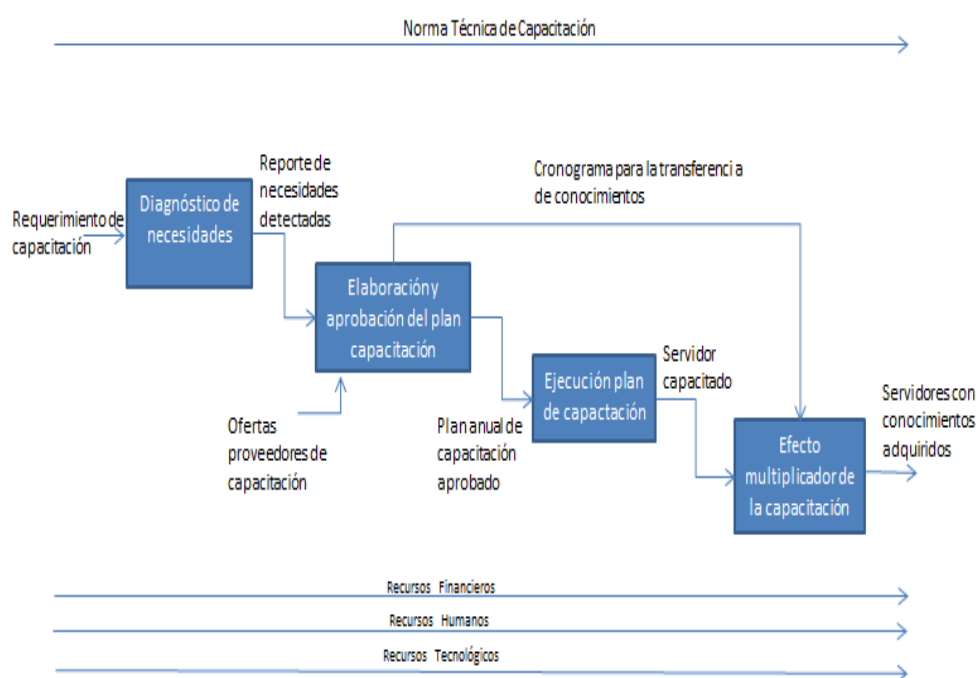 Norma Técnica de Capacitación
Requerimiento de
capacitación
Diagnóstico de
necesidades
Reporte de
necesidades
detectadas
Cronograma para la transferencia
de conocimientos
Elaboración y
aprobación del plan
capacitación
Ofertas
proveedores de
capacitación
Plan anual de
capacitación
aprobado
Ejecución plan
de capactación
Servidor
capacitado
Efecto
multiplicador de
la capacitación
Servidores con
conocimientos
adquiridos
Recursos Financieros
Recursos Humanos
Recursos Tecnológicos